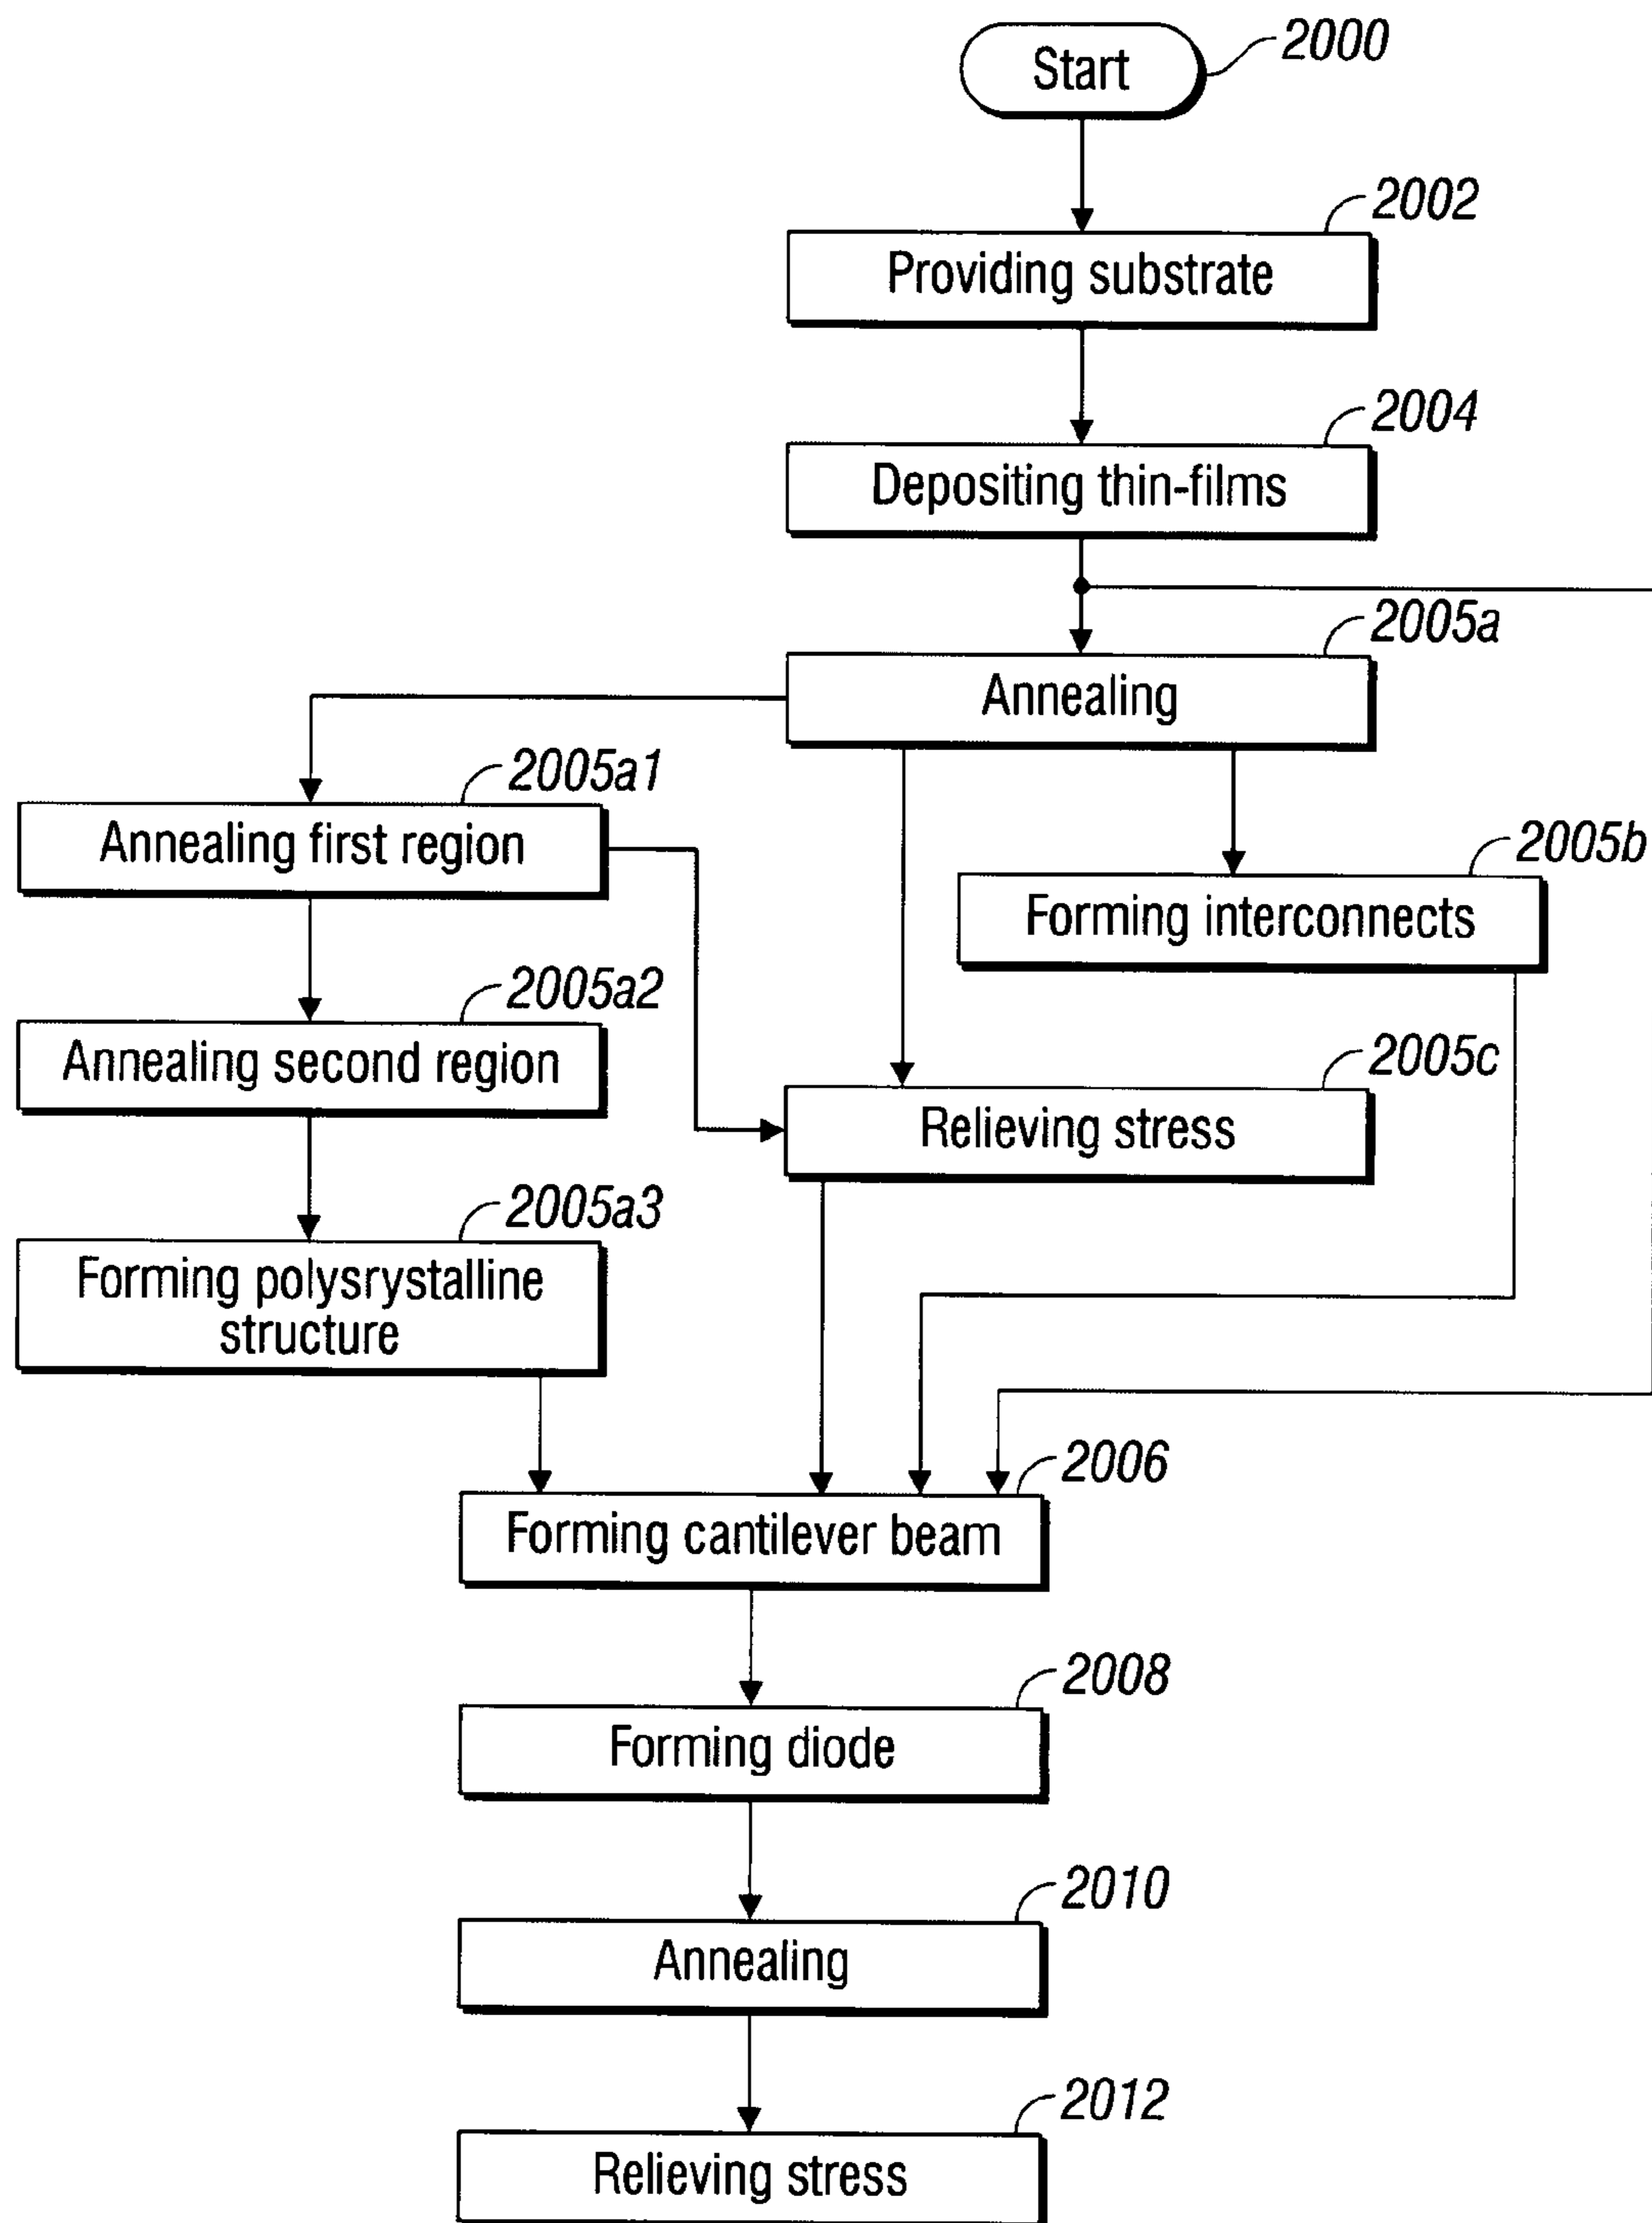 Start
2000
2002
Providing substrate
2004
Depositing thin-films
2005a
Annealing
2005a1
Annealing first region
2005b
Forming interconnects
2005a2
Annealing second region
2005c
Relieving stress
2005a3
Forming polysrystalline
structure
2006
Forming cantilever beam
2008
Forming diode
2010
Annealing
2012
Relieving stress